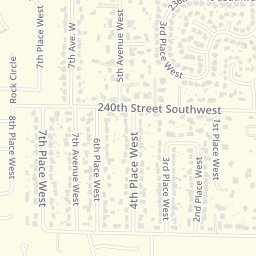 236th
7th Place West
7th Ave. W
5th Avenue West
3rd Place West
Rock Circle
240th Street Southwest
8th Place West
7th Place West
7th Avenue West
6th Place West
4th Place West
3rd Place West
2nd Place West
1st Place West